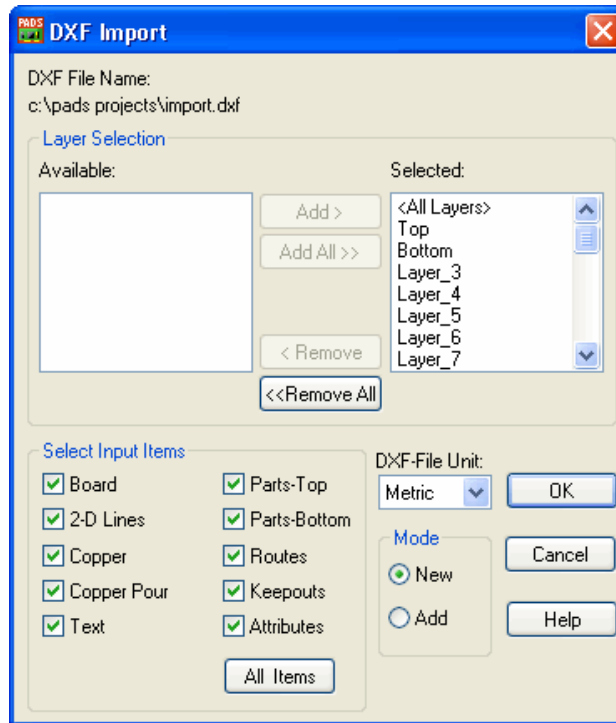 PADS
DXF Import
DXF File Name:
c:\pads projects\import.dxf
Layer Selection
Available:
Selected:
Add >
Add All >>
< Remove
<<Remove All
<All Layers>
Top
Bottom
Layer_3
Layer_4
Layer_5
Layer_6
Layer_7
Select Input Items
Board
2-D Lines
Copper
Copper Pour
Text
Parts-Top
Parts-Bottom
Routes
Keepouts
Attributes
All Items
DXF-File Unit:
Metric
Mode
New
Add
OK
Cancel
Help